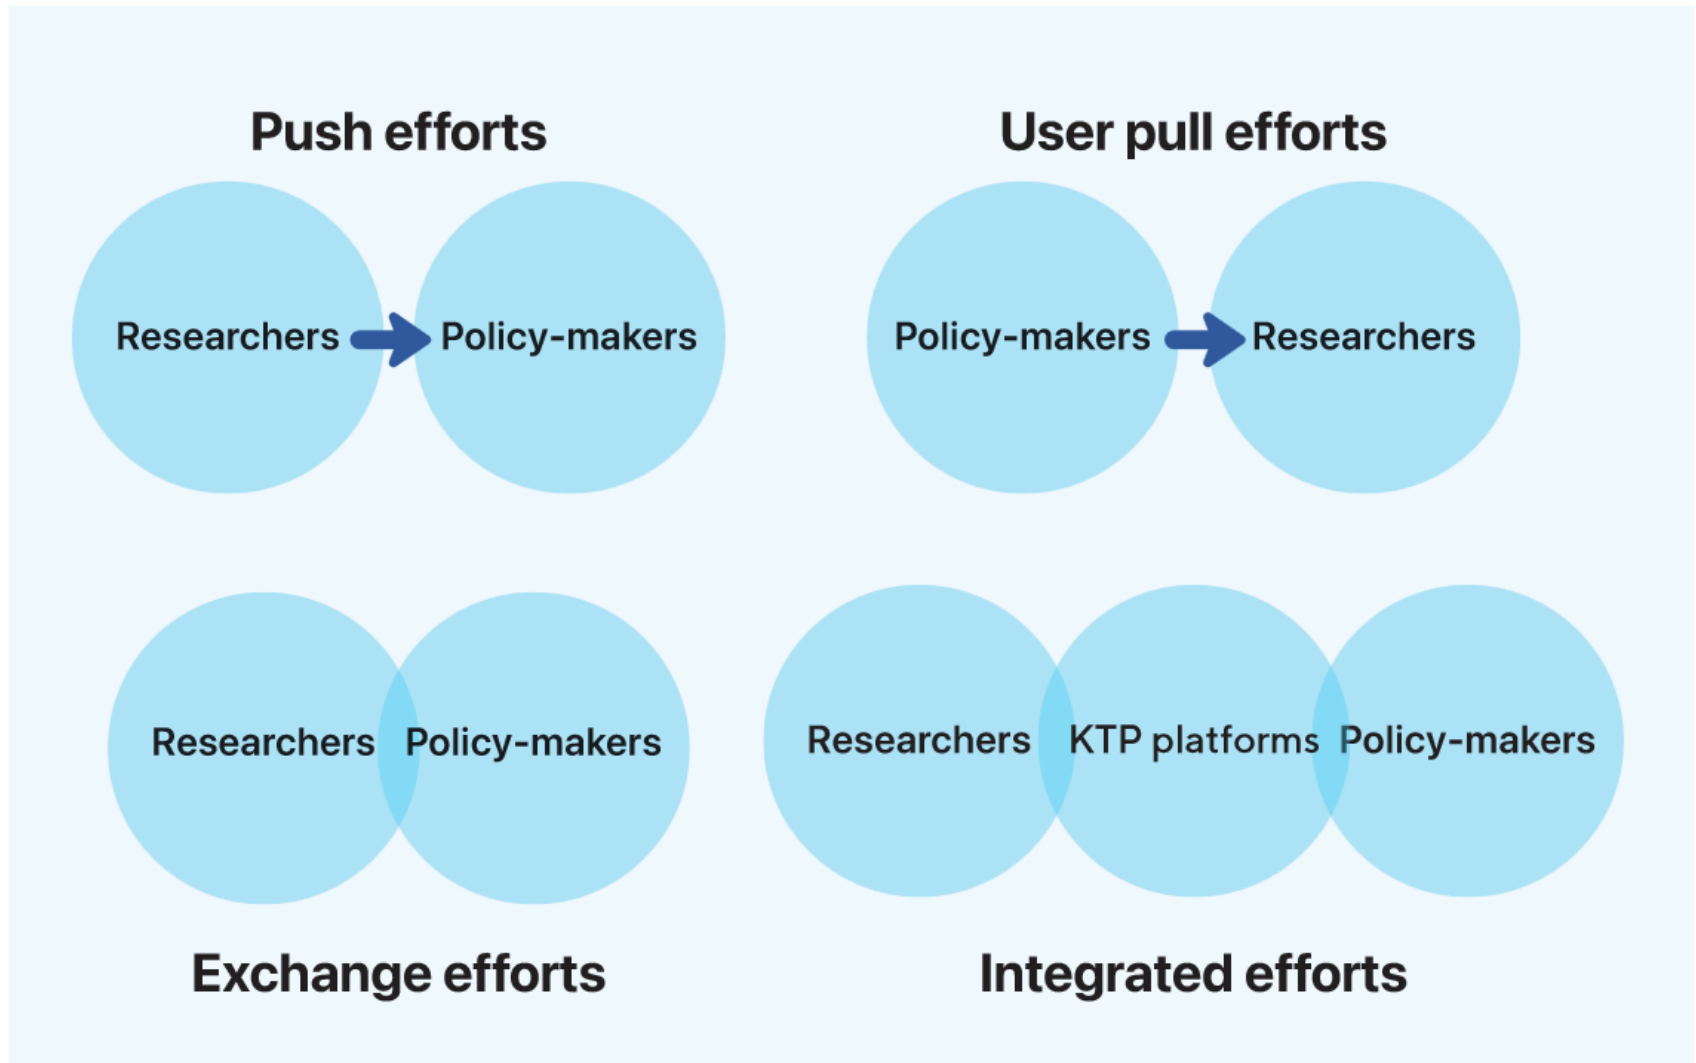 Push efforts
User pull efforts
Researchers
Policy-makers
Policy-makers
Researchers
Researchers
Policy-makers
Researchers
KTP platforms
Policy-makers
Exchange efforts
Integrated efforts